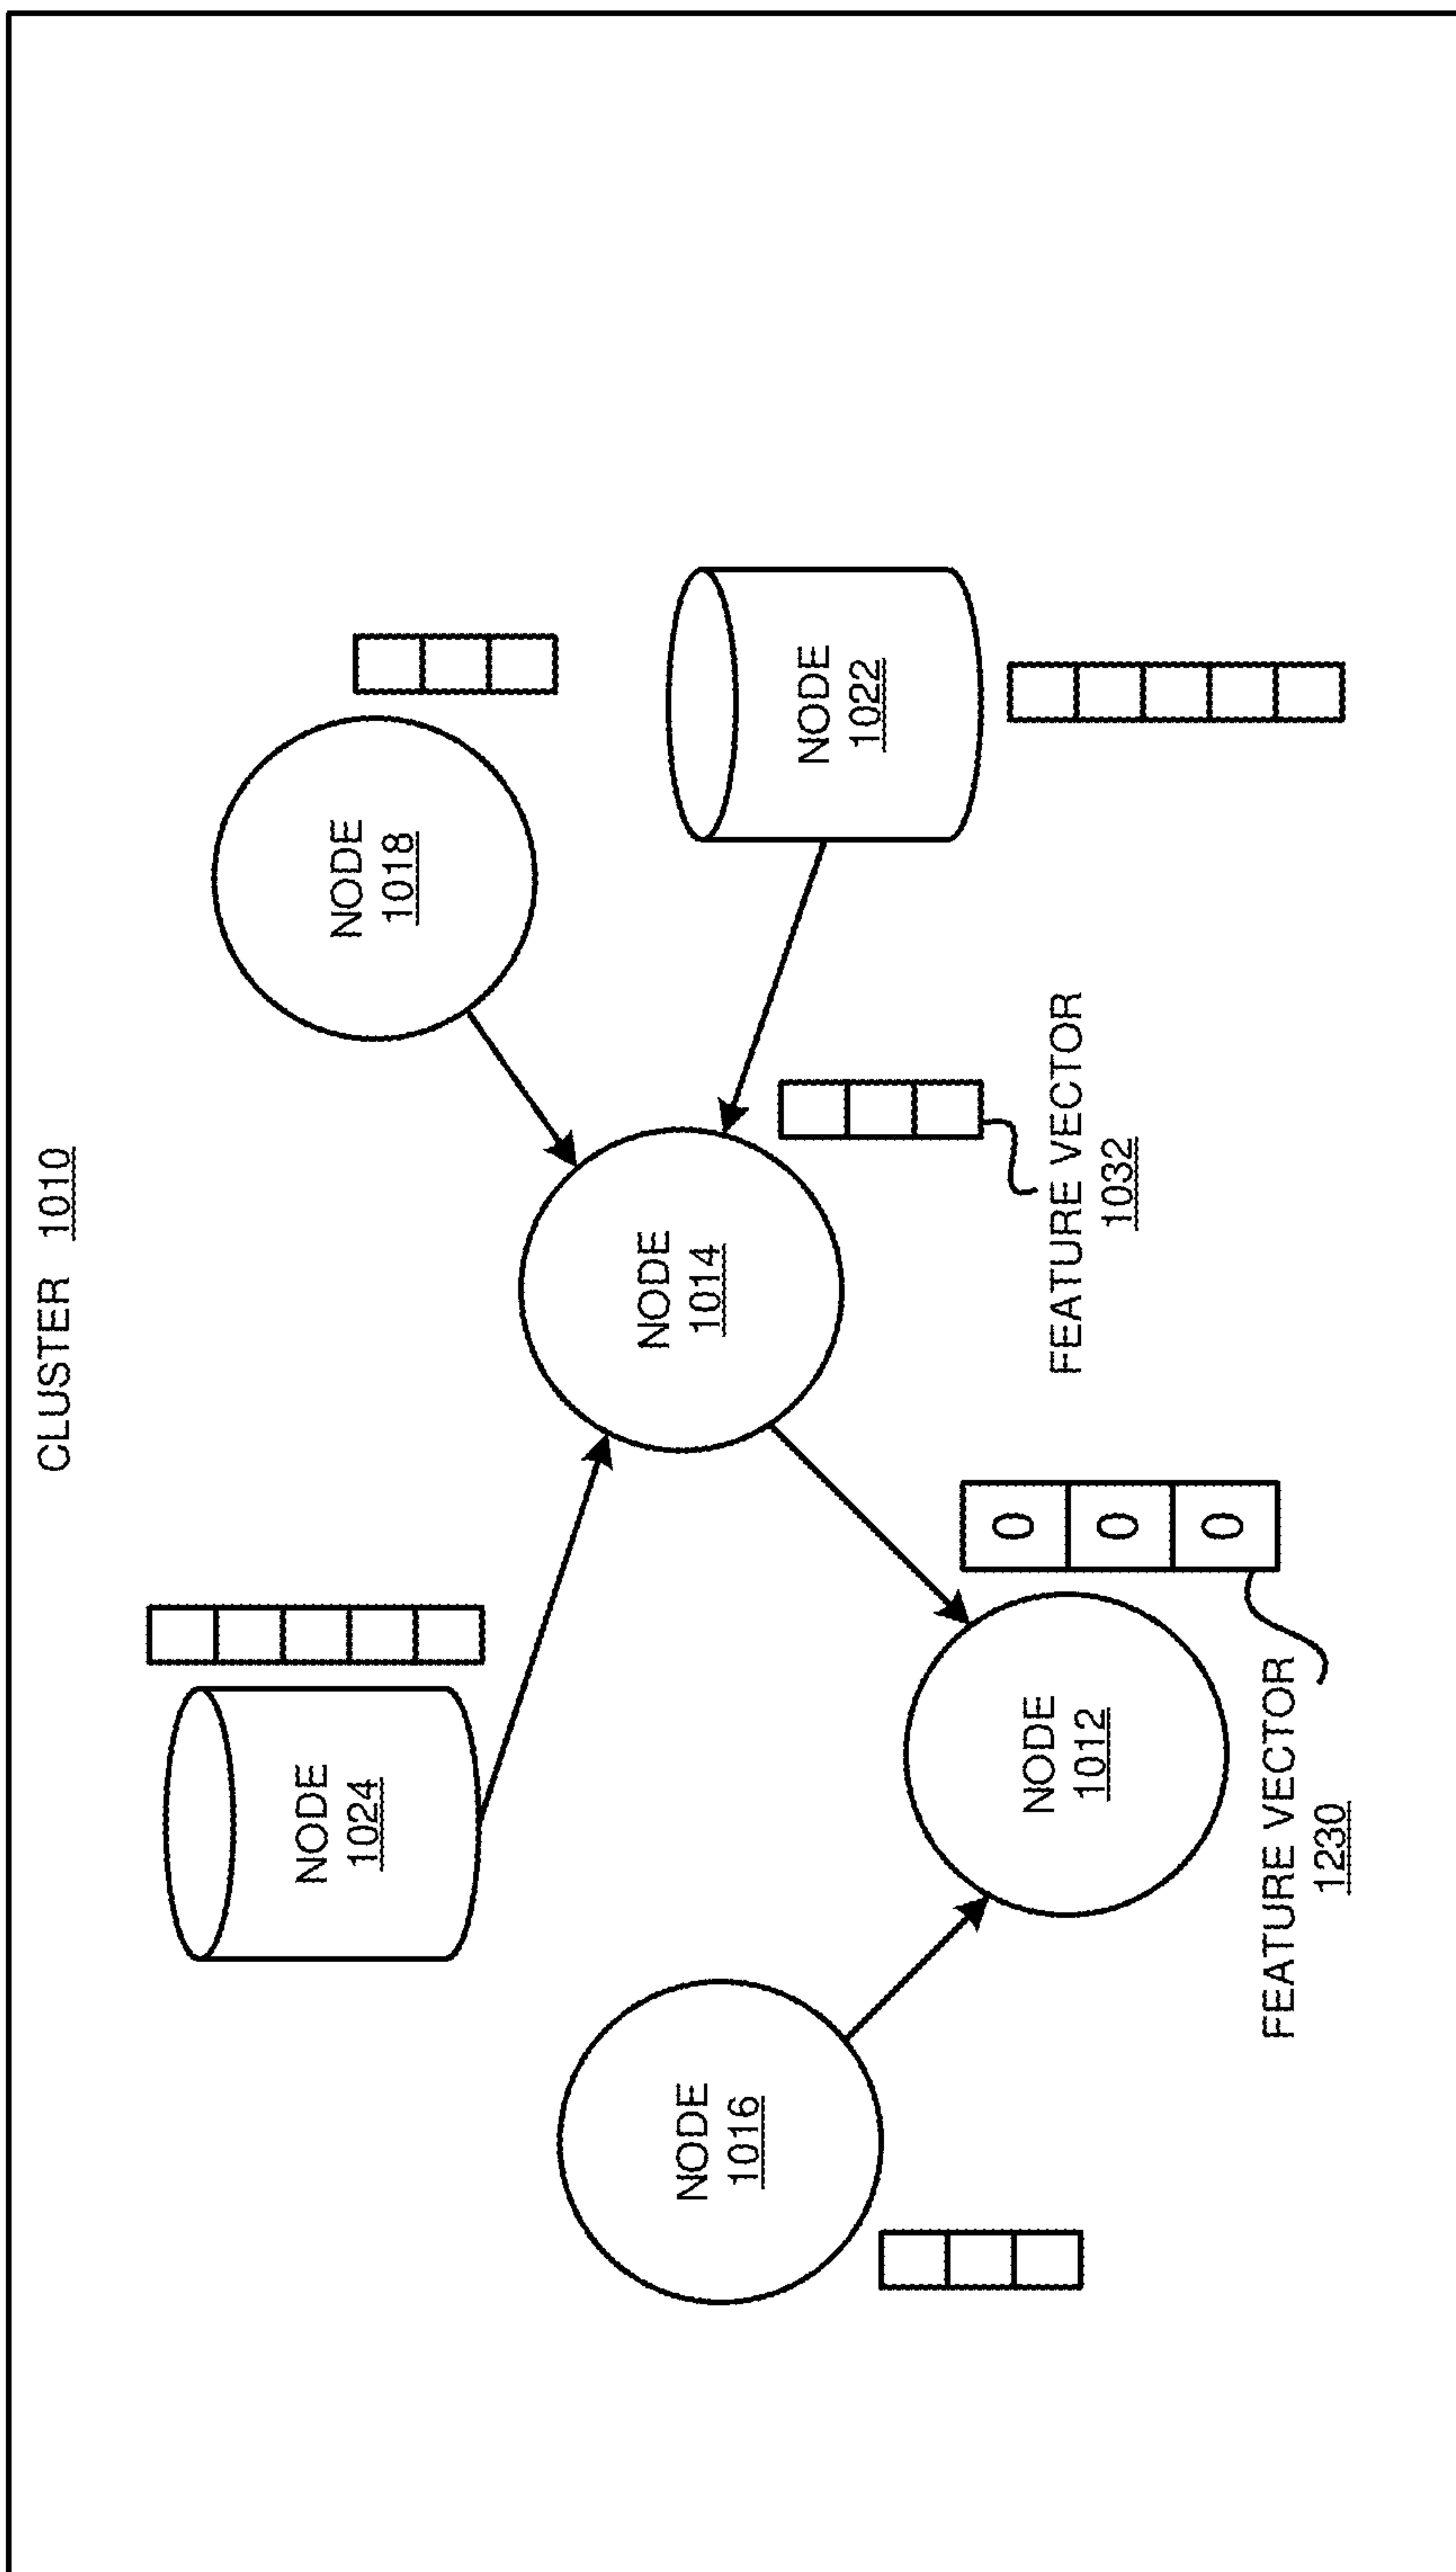 CLUSTER 1010
NODE
1024
NODE
1018
NODE
1016
NODE
1014
NODE
1022
NODE
1012
0
0
0
FEATURE VECTOR
1032
FEATURE VECTOR
1230